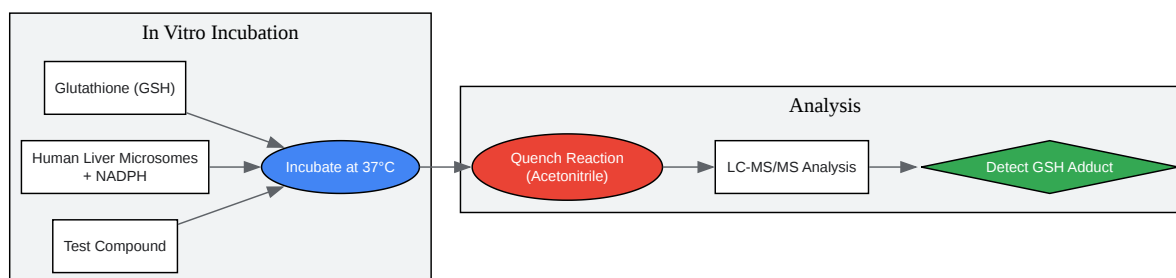 In Vitro Incubation
Glutathione (GSH)
Human Liver Microsomes
+ NADPH
Test Compound
Incubate at 37°C
Analysis
Quench Reaction
(Acetonitrile)
LC-MS/MS Analysis
Detect GSH Adduct